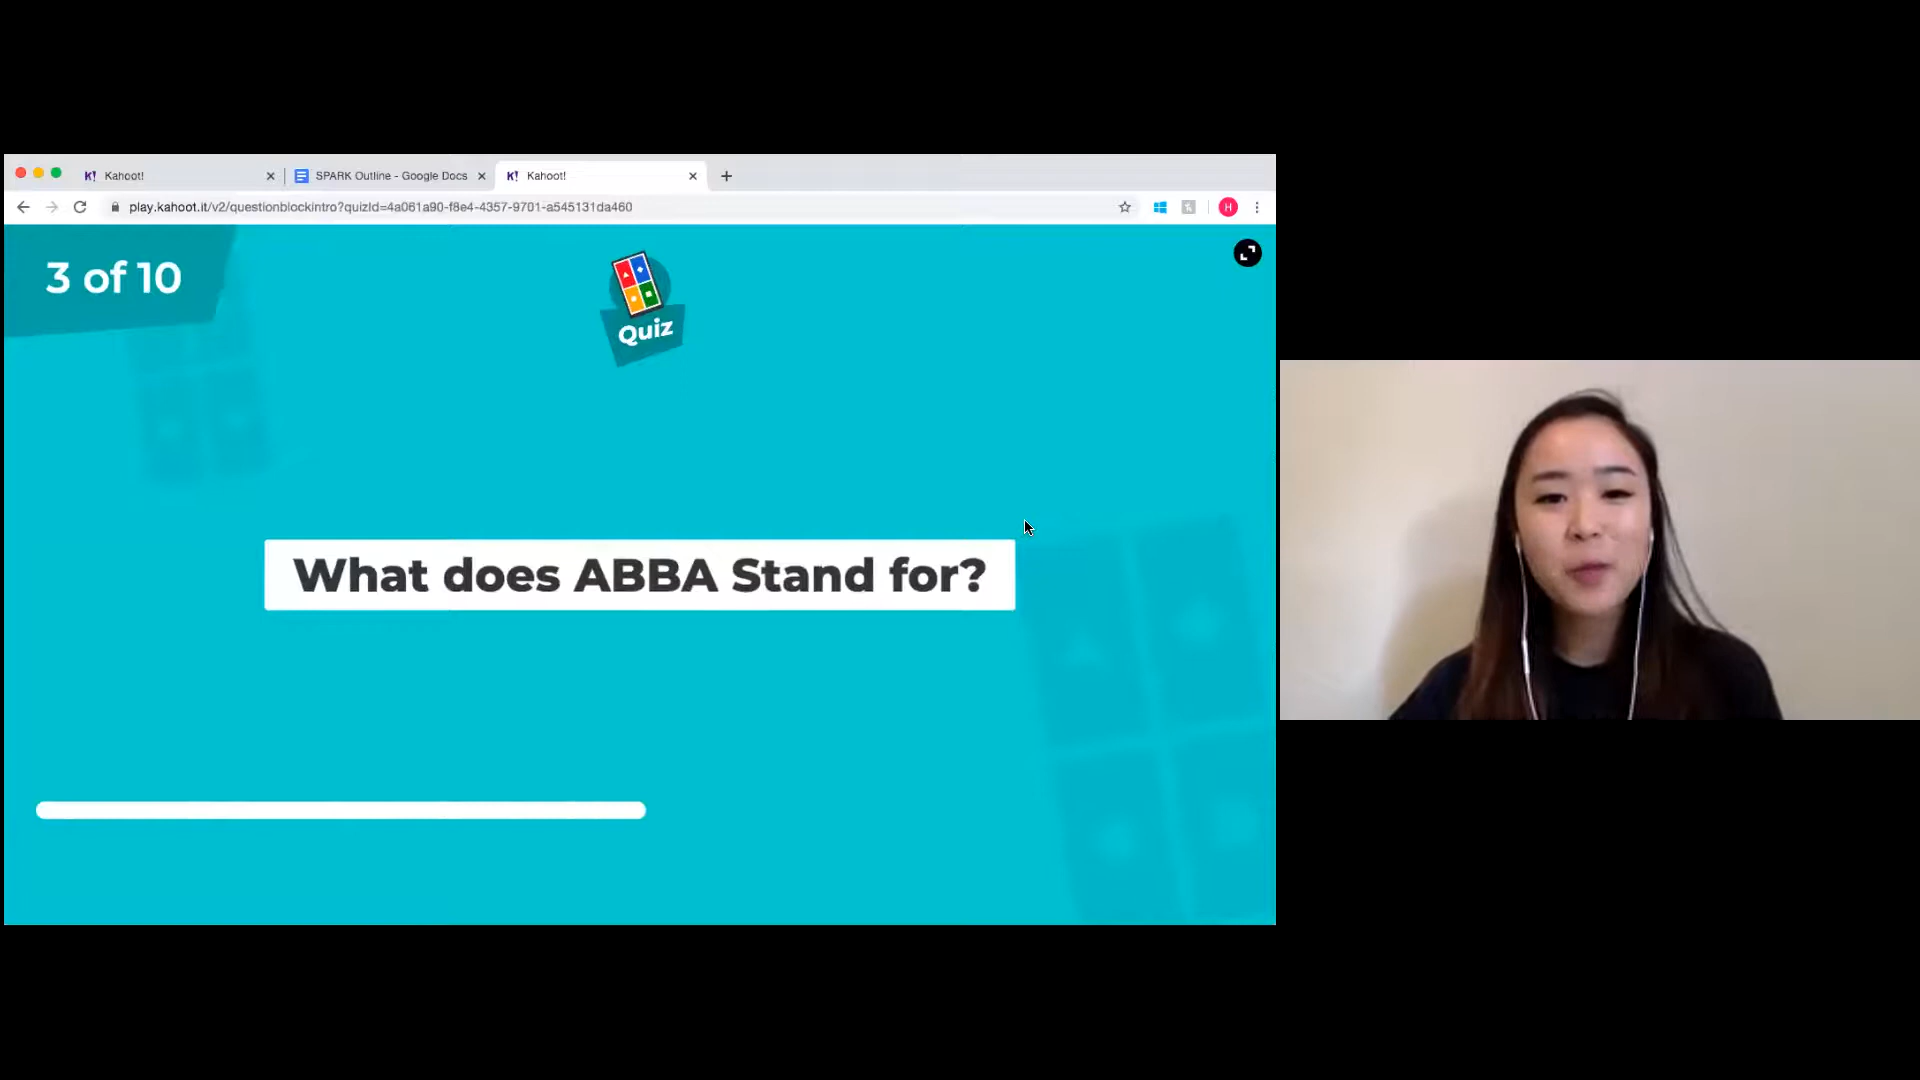 K! Kahoot!
SPARK Outline - Google Docs
K! Kahoot!
play.kahoot.it/v2/questionblockintro?quizId=4a061a90-f8e4-4357-9701-a545131da460
H
3 of 10
Quiz
What does ABBA Stand for?